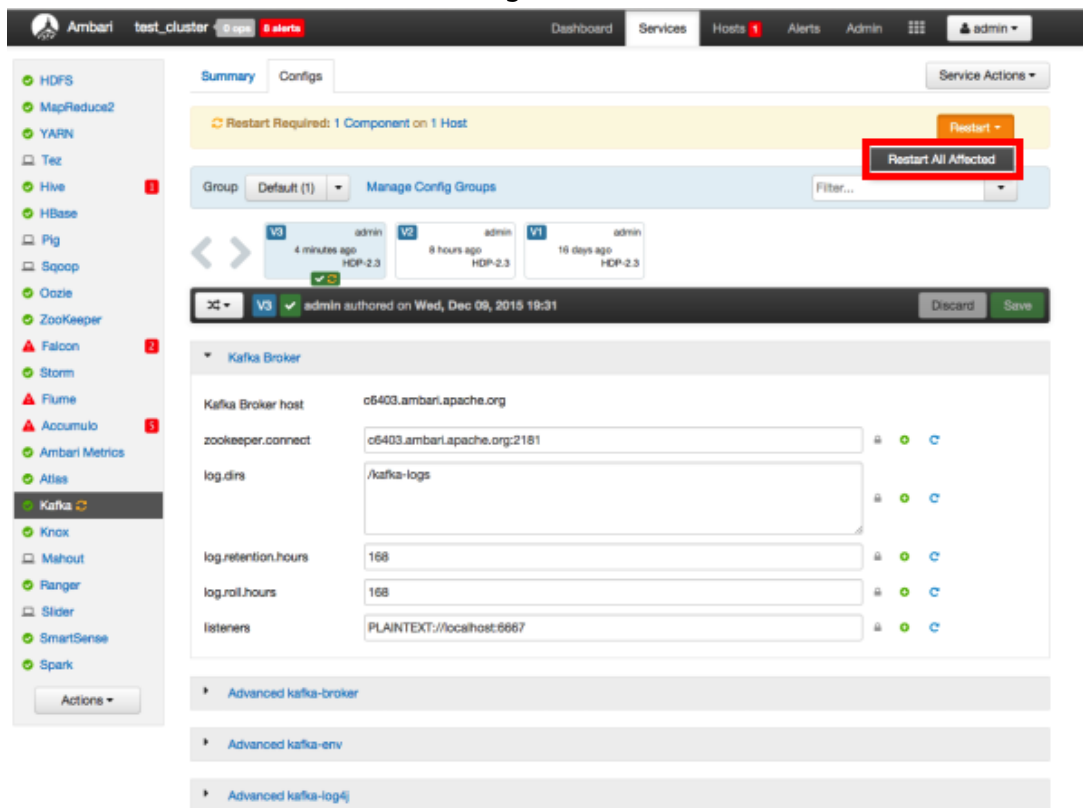 Ambari test_cluster 0 ops 8 alerts Dashboard Services Hosts 1 Alerts Admin admin
HDFS
MapReduce2
YARN
Tez
Hive 1
HBase
Pig
Sqoop
Oozie
ZooKeeper
Falcon 2
Storm
Flume
Accumulo 5
Ambari Metrics
Atlas
Kafka
Knox
Mahout
Ranger
Slider
SmartSense
Spark
Actions
Summary Configs Service Actions
Restart Required: 1 Component on 1 Host Restart
Restart All Affected
Group Default (1) Manage Config Groups Filter...
V3 admin
4 minutes ago
HDP-2.3
V2 admin
8 hours ago
HDP-2.3
V1 admin
16 days ago
HDP-2.3
V3 admin authored on Wed, Dec 09, 2015 19:31 Discard Save
Kafka Broker
Kafka Broker host c6403.ambari.apache.org
zookeeper.connect c6403.ambari.apache.org:2181
log.dirs /kafka-logs
log.retention.hours 168
log.roll.hours 168
listeners PLAINTEXT://localhost:6667
Advanced kafka-broker
Advanced kafka-env
Advanced kafka-log4j